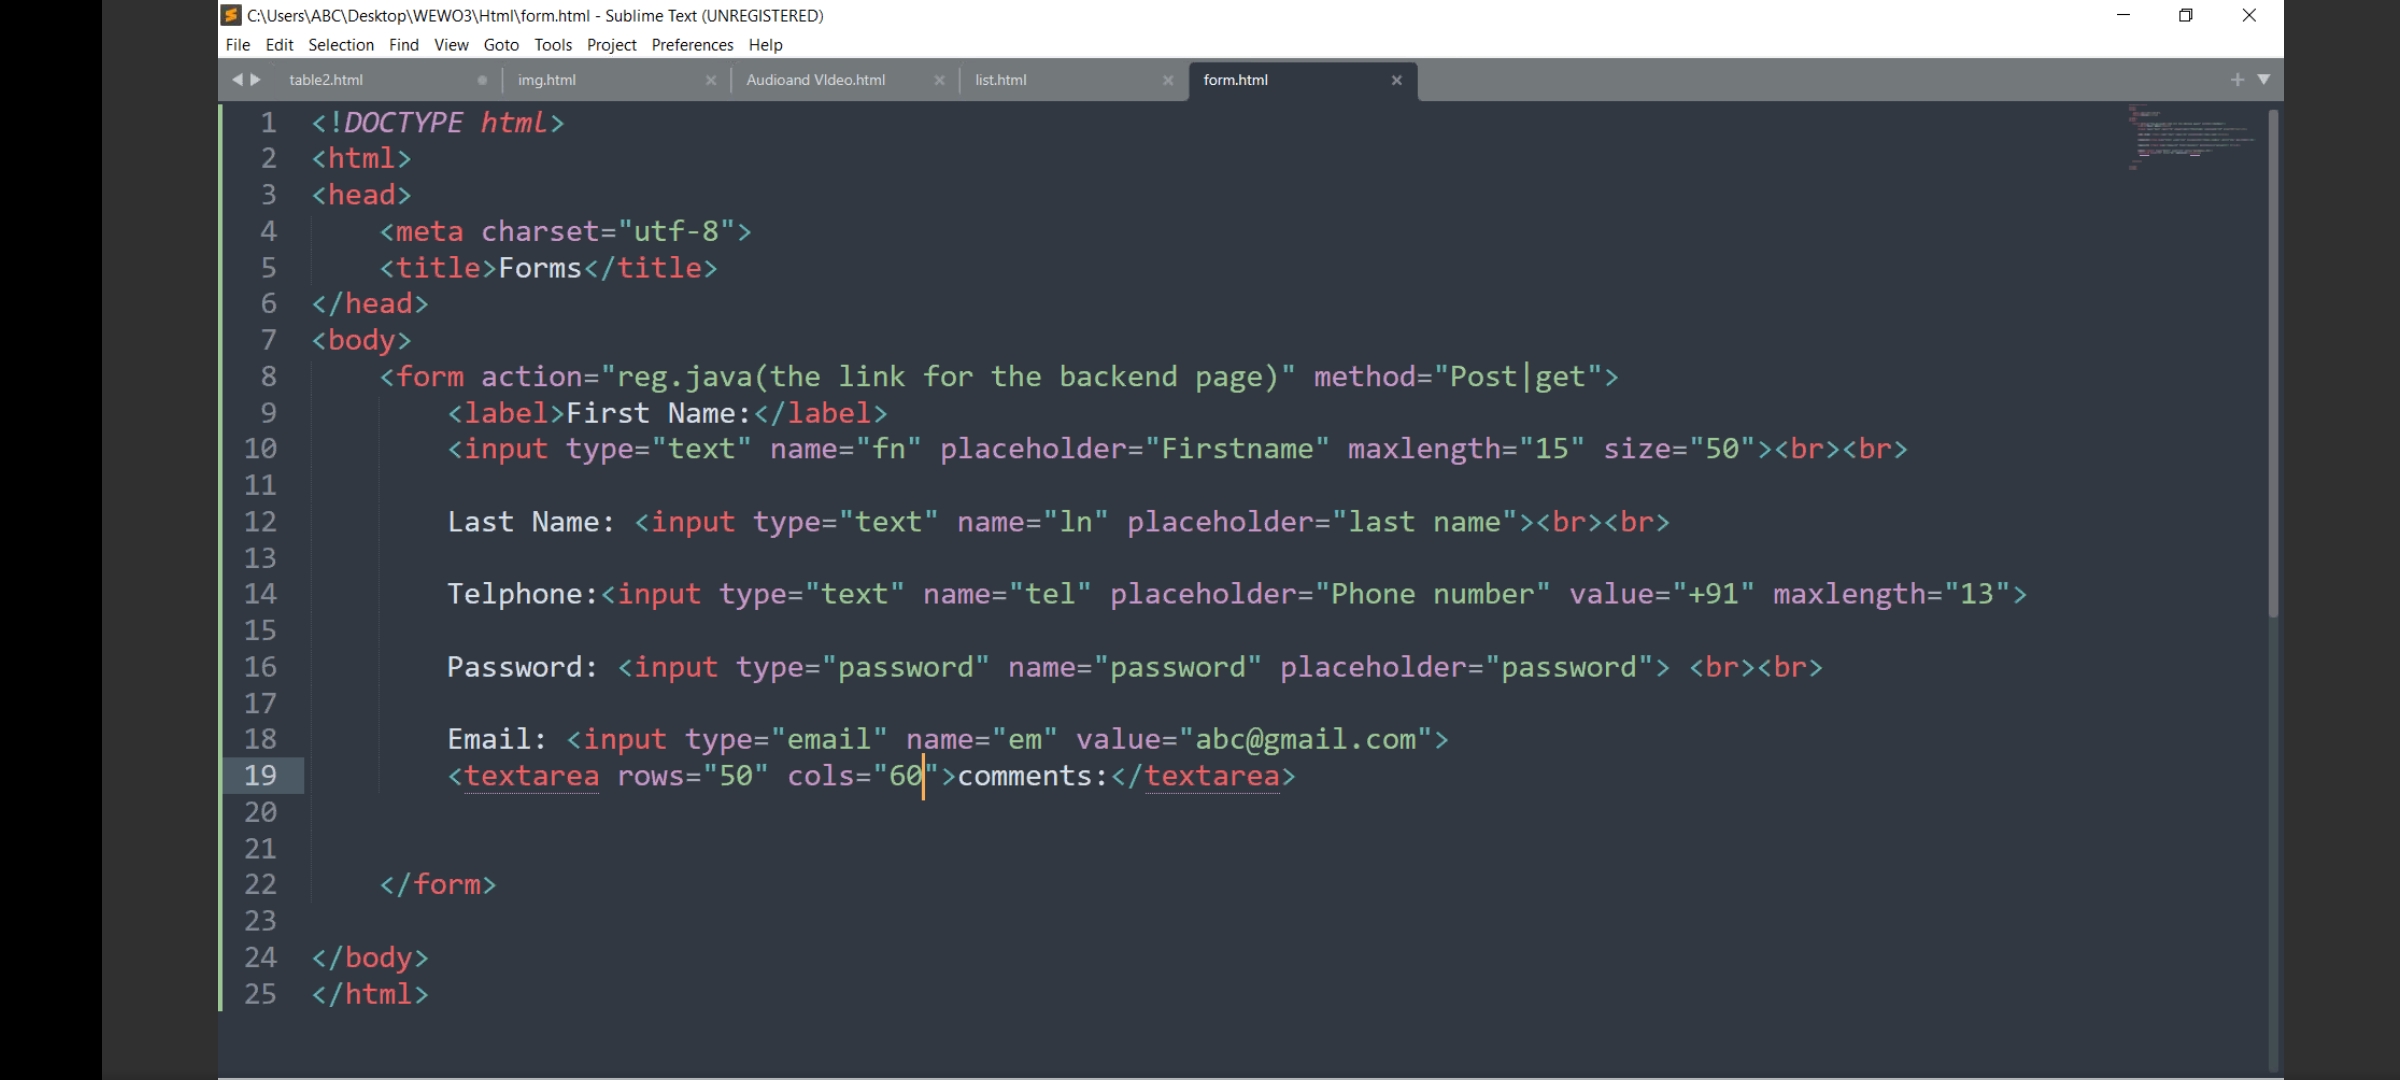 C:\Users\ABC\Desktop\WEWO3\Html\form.html - Sublime Text (UNREGISTERED)
File Edit Selection Find View Goto Tools Project Preferences Help
table2.html img.html Audioand VIdeo.html list.html form.html
1 <!DOCTYPE html>
2 <html>
3 <head>
4 <meta charset="utf-8">
5 <title>Forms</title>
6 </head>
7 <body>
8 <form action="reg.java(the link for the backend page)" method="Post|get">
9 <label>First Name:</label>
10 <input type="text" name="fn" placeholder="Firstname" maxlength="15" size="50"><br><br>
11
12 Last Name: <input type="text" name="ln" placeholder="last name"><br><br>
13
14 Telphone:<input type="text" name="tel" placeholder="Phone number" value="+91" maxlength="13">
15
16 Password: <input type="password" name="password" placeholder="password"> <br><br>
17
18 Email: <input type="email" name="em" value="abc@gmail.com">
19 <textarea rows="50" cols="60">comments:</textarea>
20
21
22 </form>
23
24 </body>
25 </html>